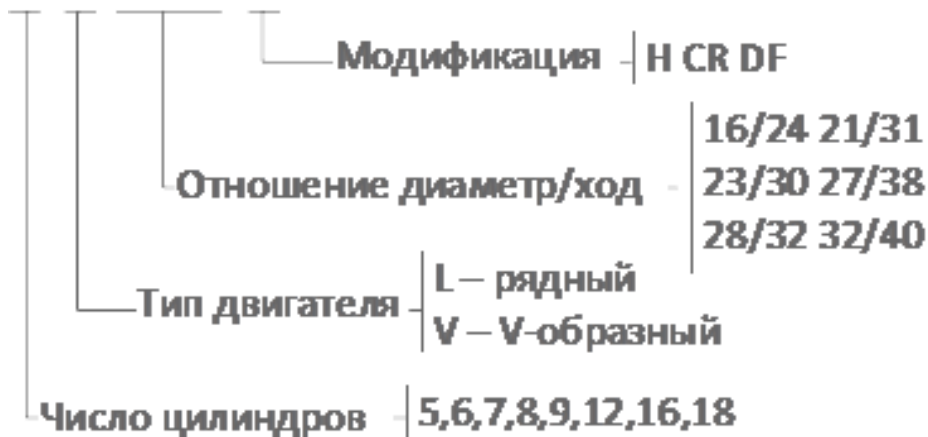 Модификация H CR DF
16/24 21/31
Отношение диаметр/ход 23/30 27/38
28/32 32/40
L – рядный
Тип двигателя
V – V-образный
Число цилиндров 5,6,7,8,9,12,16,18